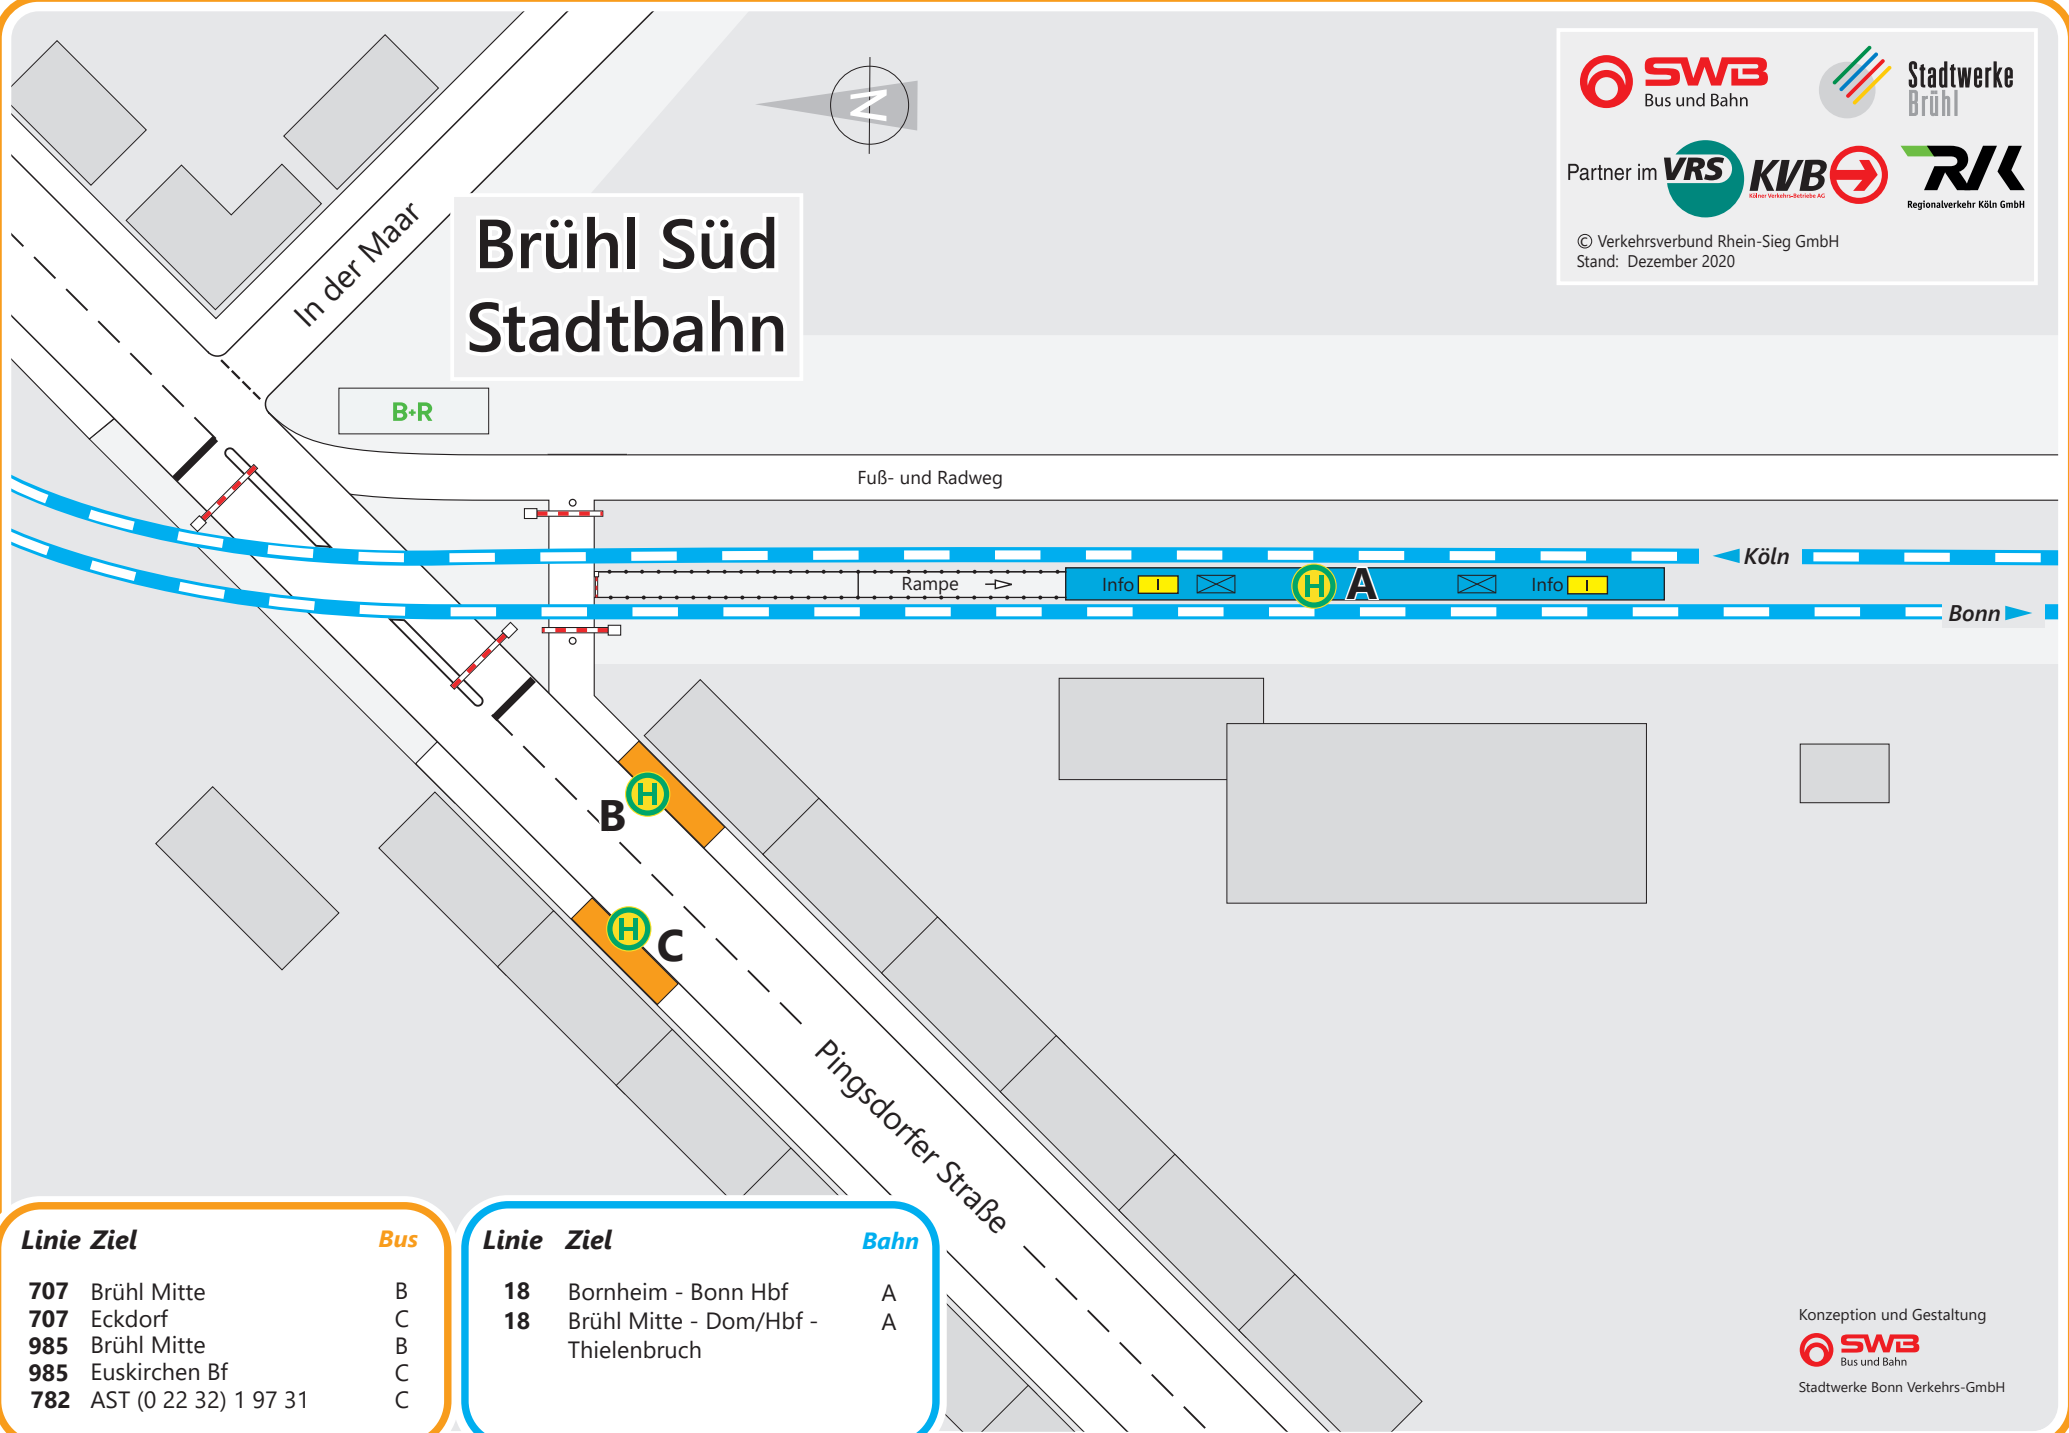 SWB
Bus und Bahn
Stadtwerke
Brühl
Partner im VRS
KVB
Kölner Verkehrs-Betriebe AG
RVK
Regionalverkehr Köln GmbH
© Verkehrsverbund Rhein-Sieg GmbH
Stand: Dezember 2020
N
In der Maar
Brühl Süd
Stadtbahn
B+R
Fuß- und Radweg
Köln
Rampe
Info I
H A
Info I
Bonn
B H
H C
Pingsdorfer Straße
Linie Ziel Bus
707 Brühl Mitte B
707 Eckdorf C
985 Brühl Mitte B
985 Euskirchen Bf C
782 AST (0 22 32) 1 97 31 C
Linie Ziel Bahn
18 Bornheim - Bonn Hbf A
18 Brühl Mitte - Dom/Hbf - A
Thielenbruch
Konzeption und Gestaltung
SWB
Bus und Bahn
Stadtwerke Bonn Verkehrs-GmbH